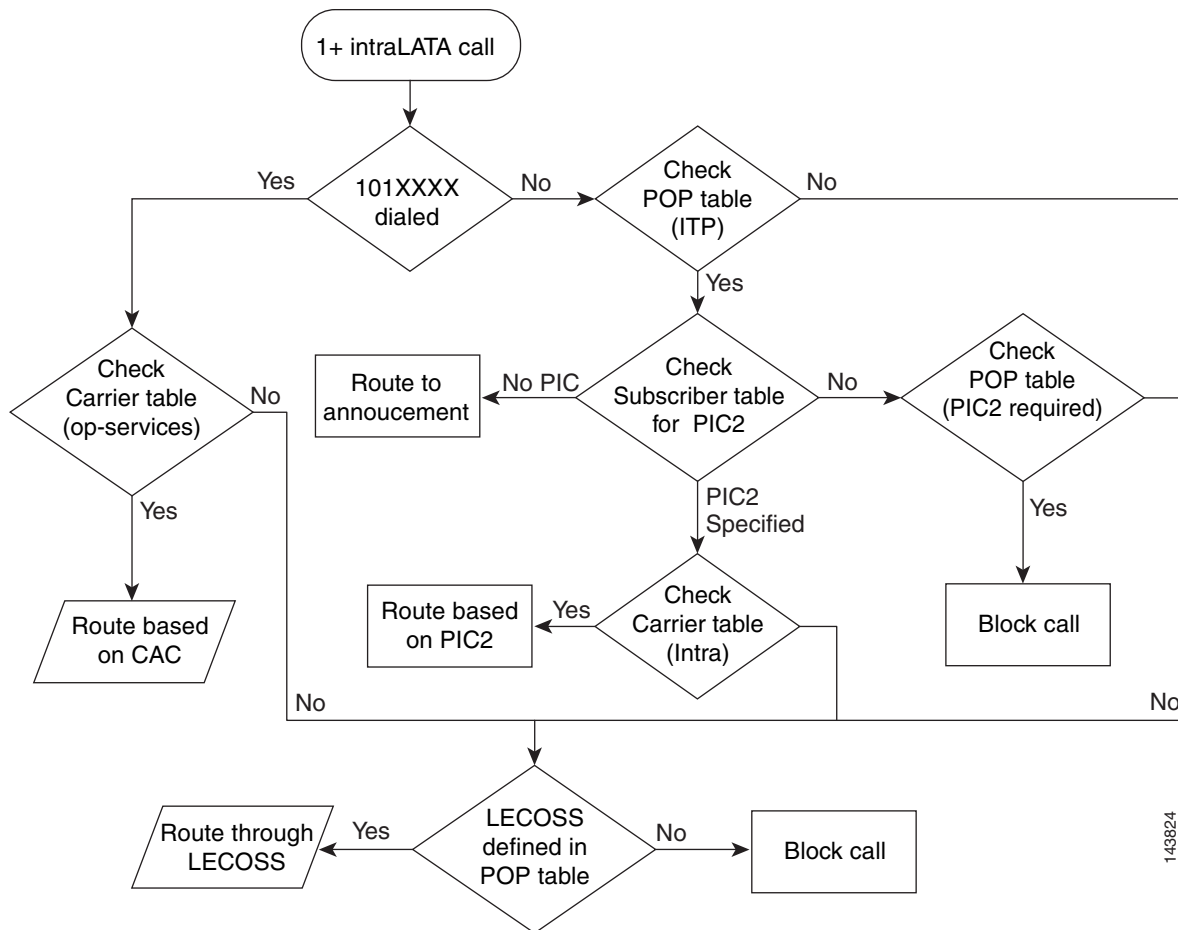 1+ intraLATA call
Yes
101XXXX
dialed
No
Check
POP table
(ITP)
No
Yes
Check
Carrier table
(op-services)
No
Route to
annoucement
No PIC
Check
Subscriber table
for PIC2
No
Check
POP table
(PIC2 required)
Yes
PIC2
Specified
Yes
Route based
on CAC
Route based
on PIC2
Yes
Check
Carrier table
(Intra)
Block call
No
No
Route through
LECOSS
Yes
LECOSS
defined in
POP table
No
Block call
143824